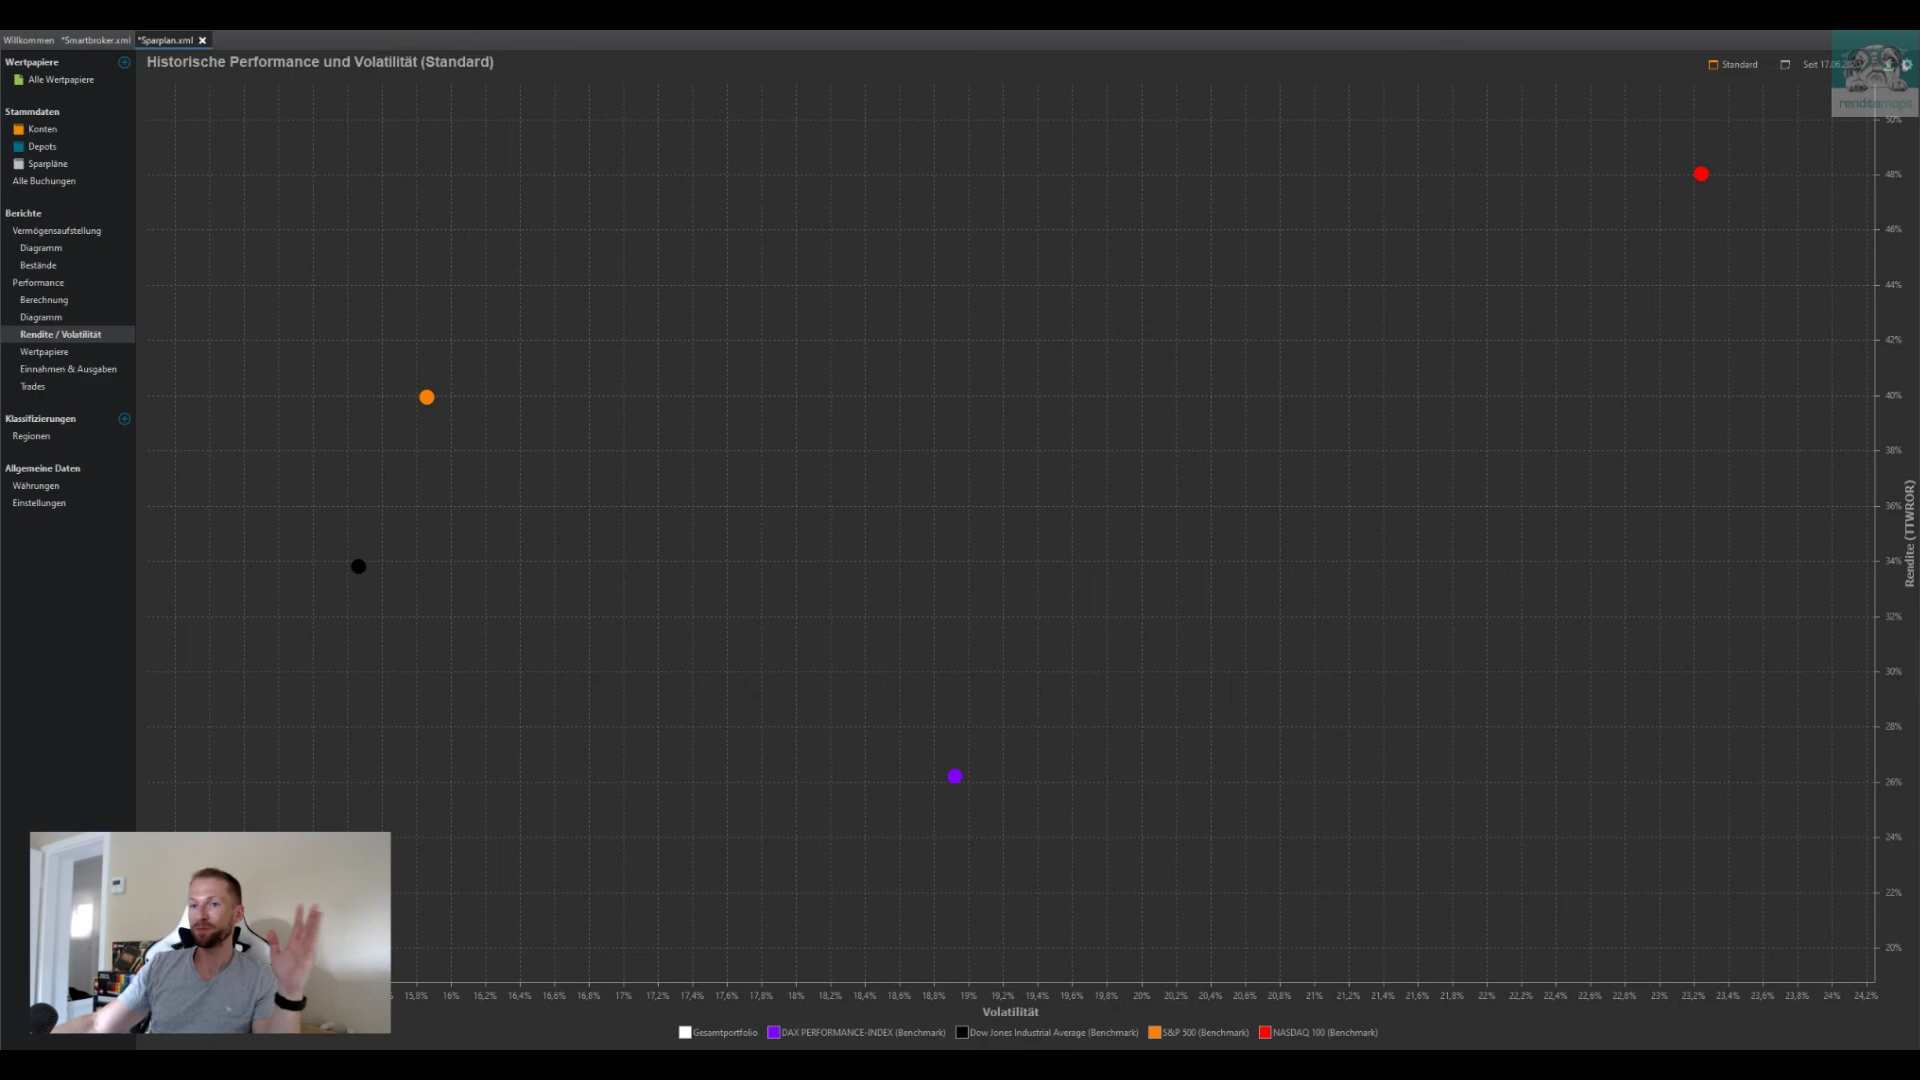 Willkommen *Smartbroker.xml *Sparplan.xml
Wertpapiere
Alle Wertpapiere
Stammdaten
Konten
Depots
Sparpläne
Alle Buchungen
Berichte
Vermögensaufstellung
Diagramm
Bestände
Performance
Berechnung
Diagramm
Rendite / Volatilität
Wertpapiere
Einnahmen & Ausgaben
Trades
Klassifizierungen
Regionen
Allgemeine Daten
Währungen
Einstellungen
Historische Performance und Volatilität (Standard)
Standard Seit
renditemops
50%
48%
46%
44%
42%
40%
38%
36%
34%
32%
30%
28%
26%
24%
22%
20%
Rendite (TTWROR)
15,8% 16% 16,2% 16,4% 16,6% 16,8% 17% 17,2% 17,4% 17,6% 17,8% 18% 18,2% 18,4% 18,6% 18,8% 19% 19,2% 19,4% 19,6% 19,8% 20% 20,2% 20,4% 20,6% 20,8% 21% 21,2% 21,4% 21,6% 21,8% 22% 22,2% 22,4% 22,6% 22,8% 23% 23,2% 23,4% 23,6% 23,8% 24% 24,2%
Volatilität
Gesamtportfolio DAX PERFORMANCE-INDEX (Benchmark) Dow Jones Industrial Average (Benchmark) S&P 500 (Benchmark) NASDAQ 100 (Benchmark)